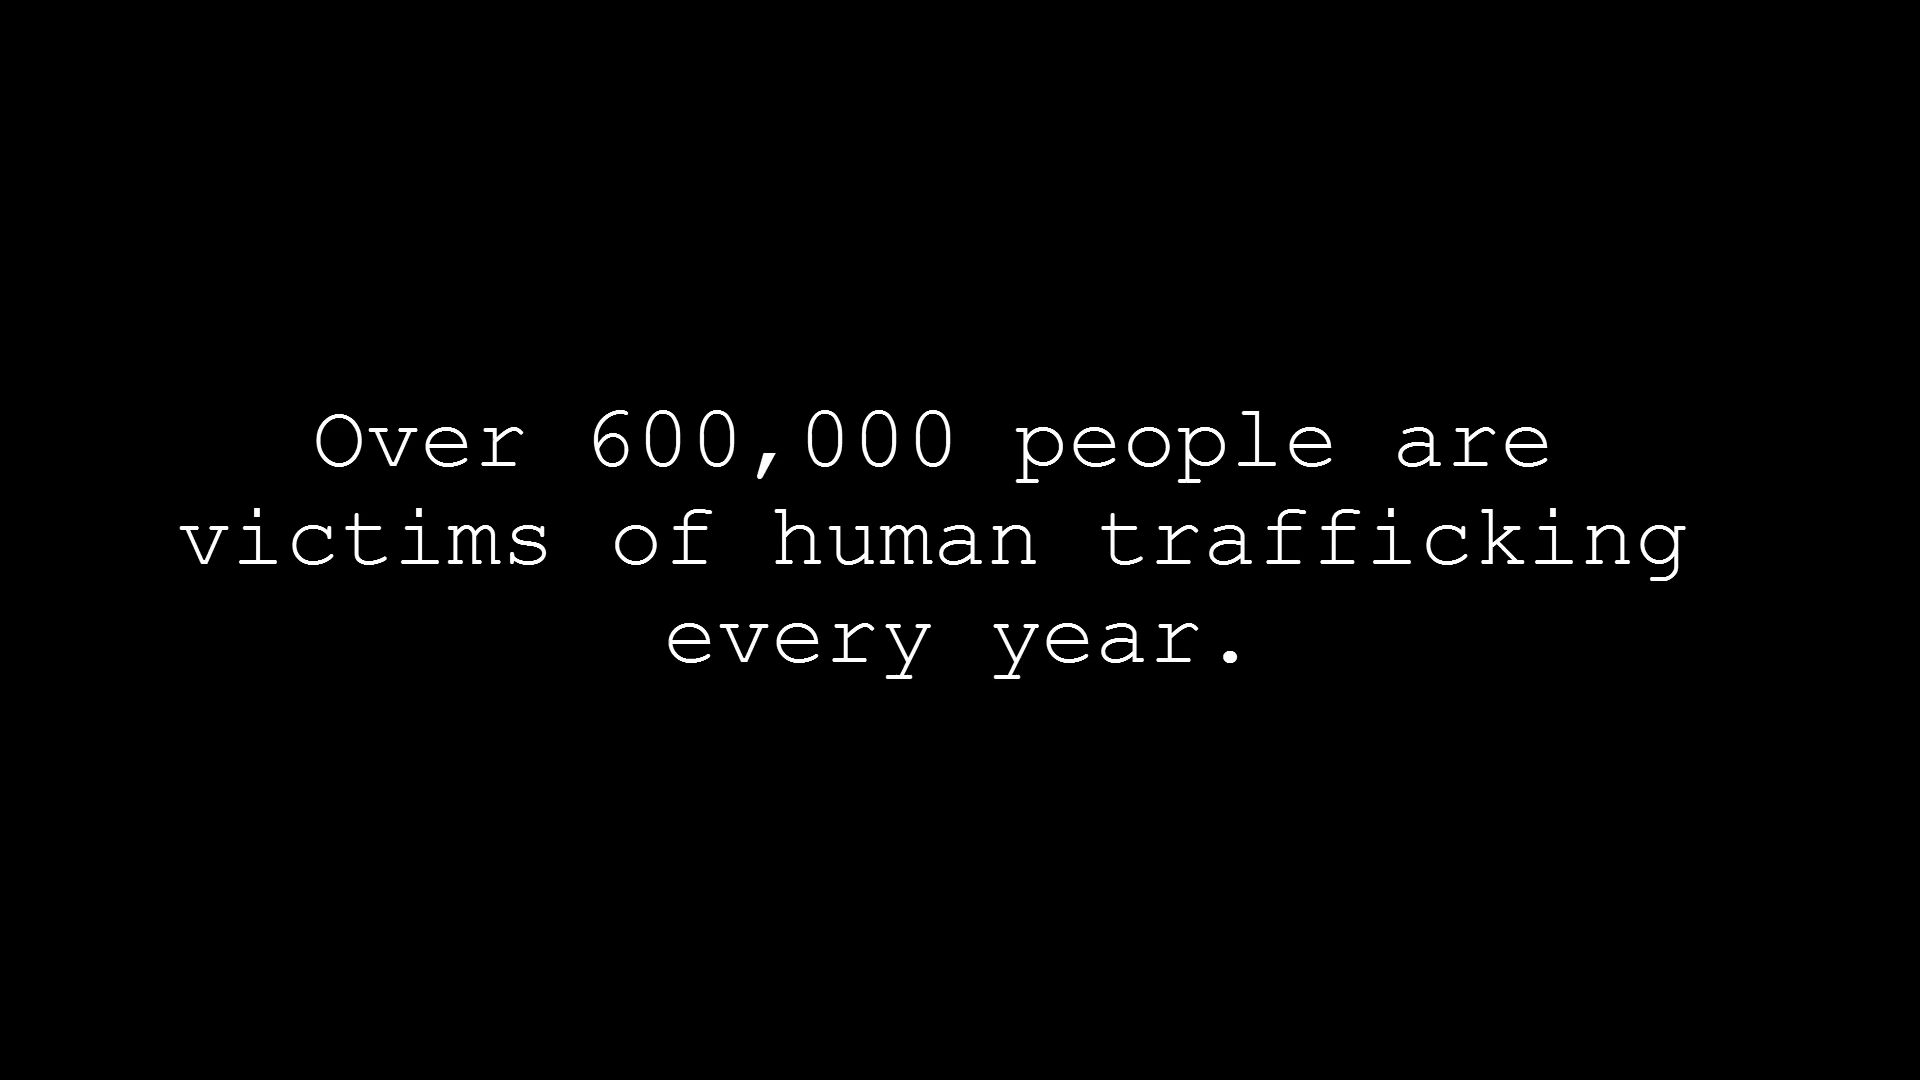 Over 600,000 people are
victims of human trafficking
every year.